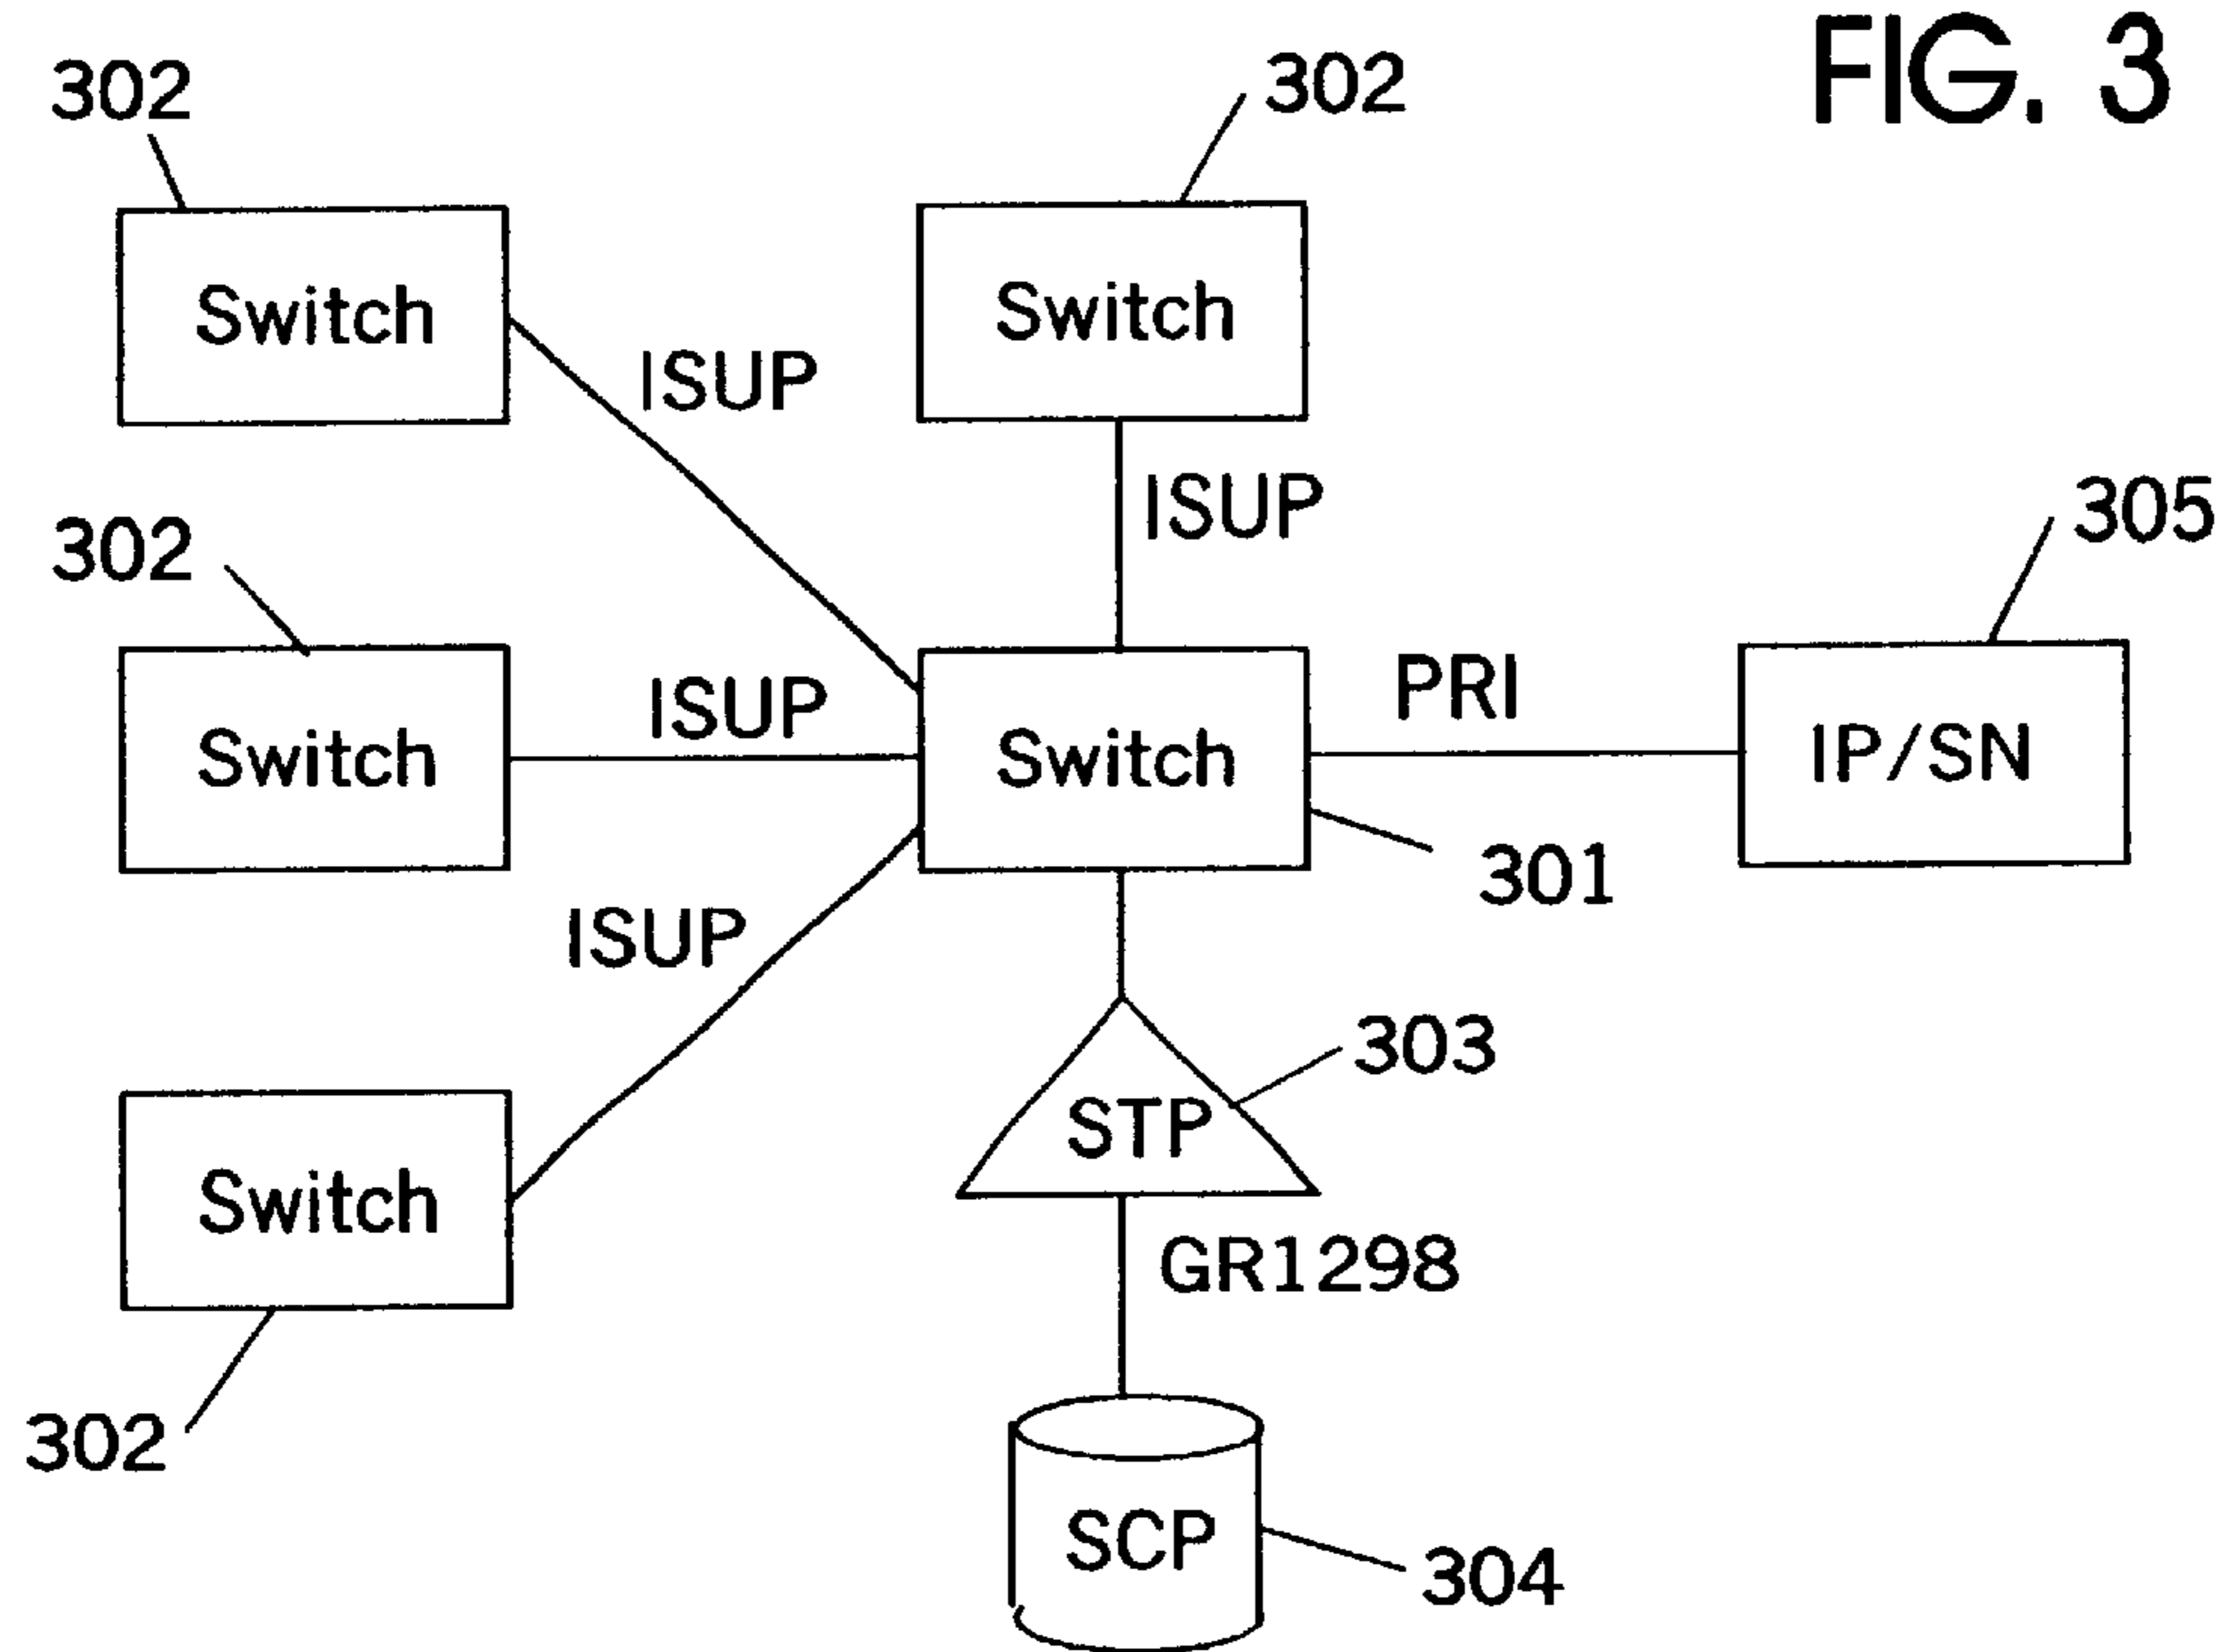 FIG. 3
302
302
Switch
Switch
ISUP
ISUP
302
305
Switch
ISUP
Switch
PRI
IP/SN
301
ISUP
303
STP
Switch
GR1298
302
SCP
304